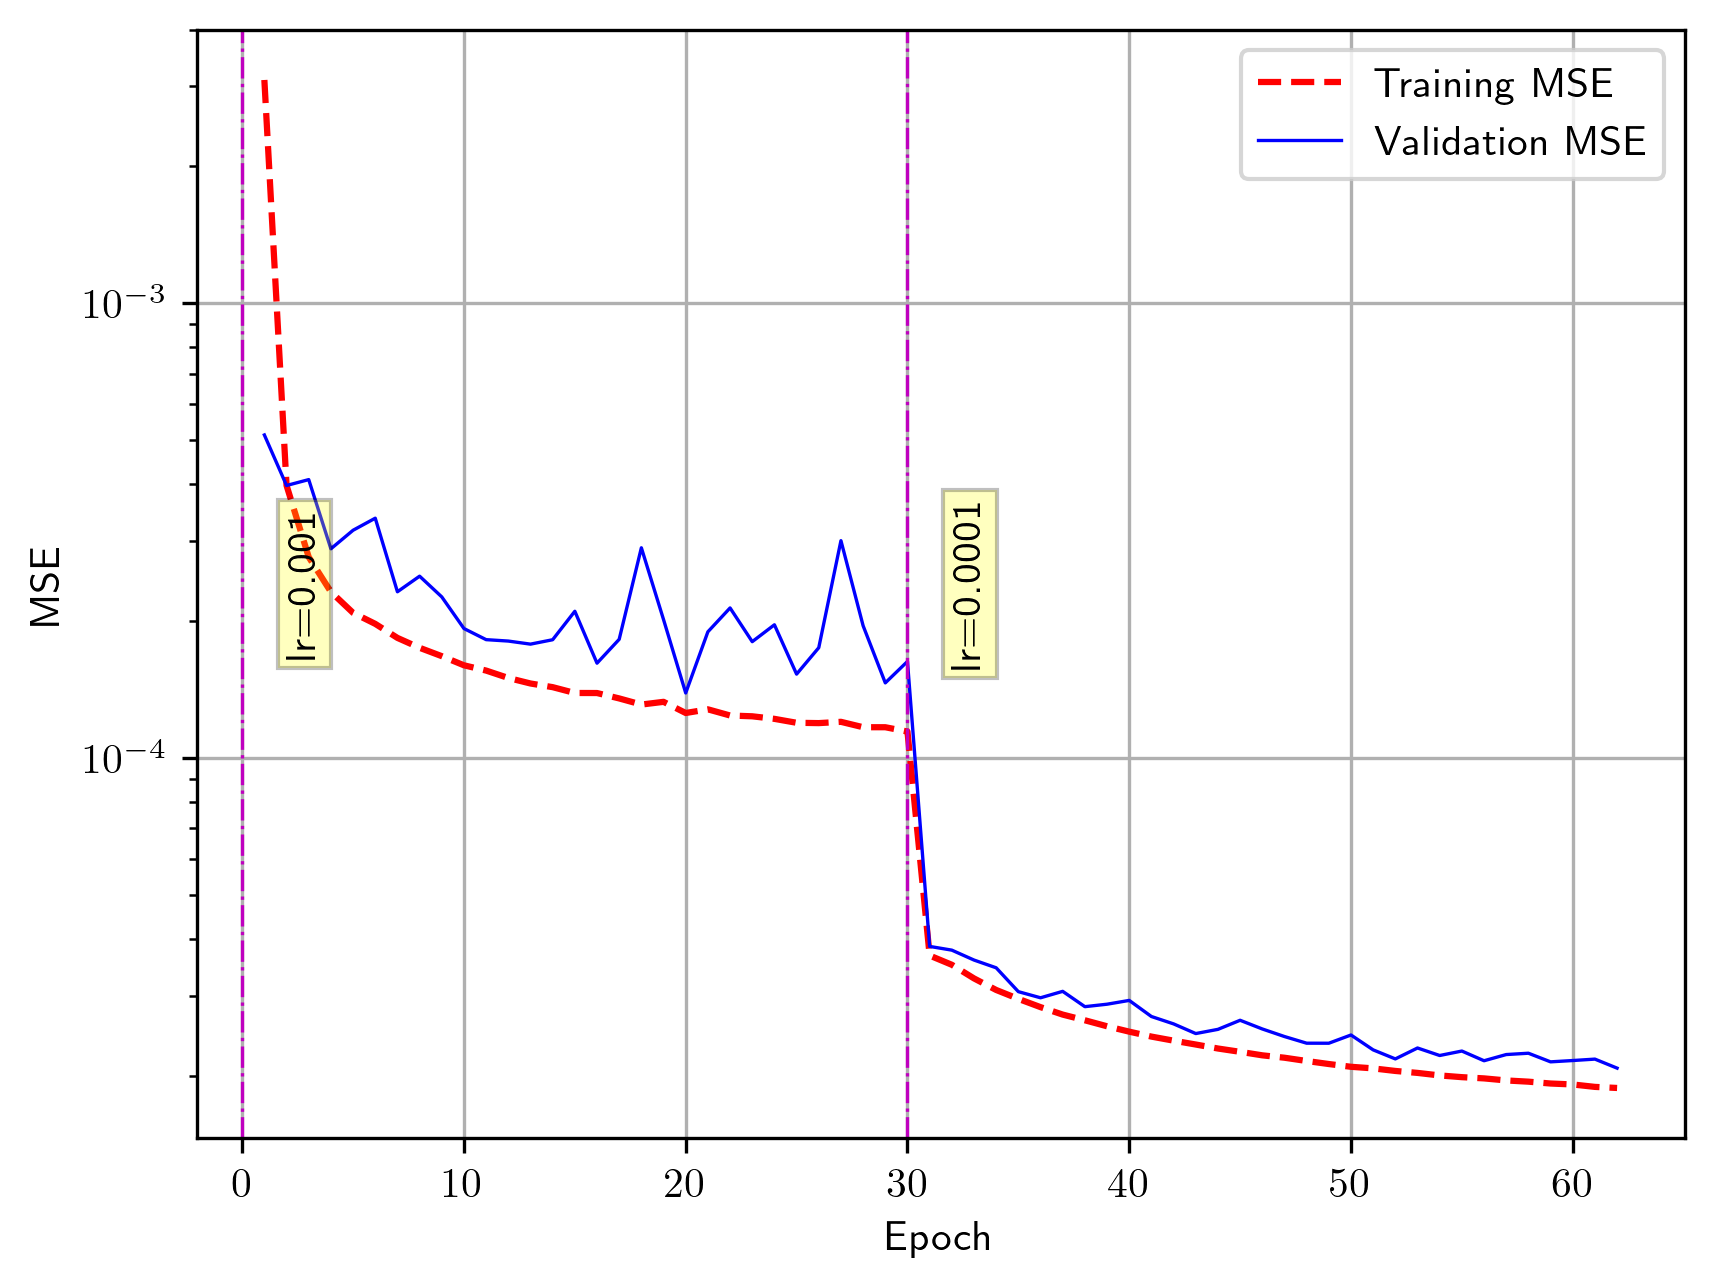 Training MSE
Validation MSE
10⁻³
10⁻⁴
MSE
lr=0.001
lr=0.0001
0 10 20 30 40 50 60
Epoch